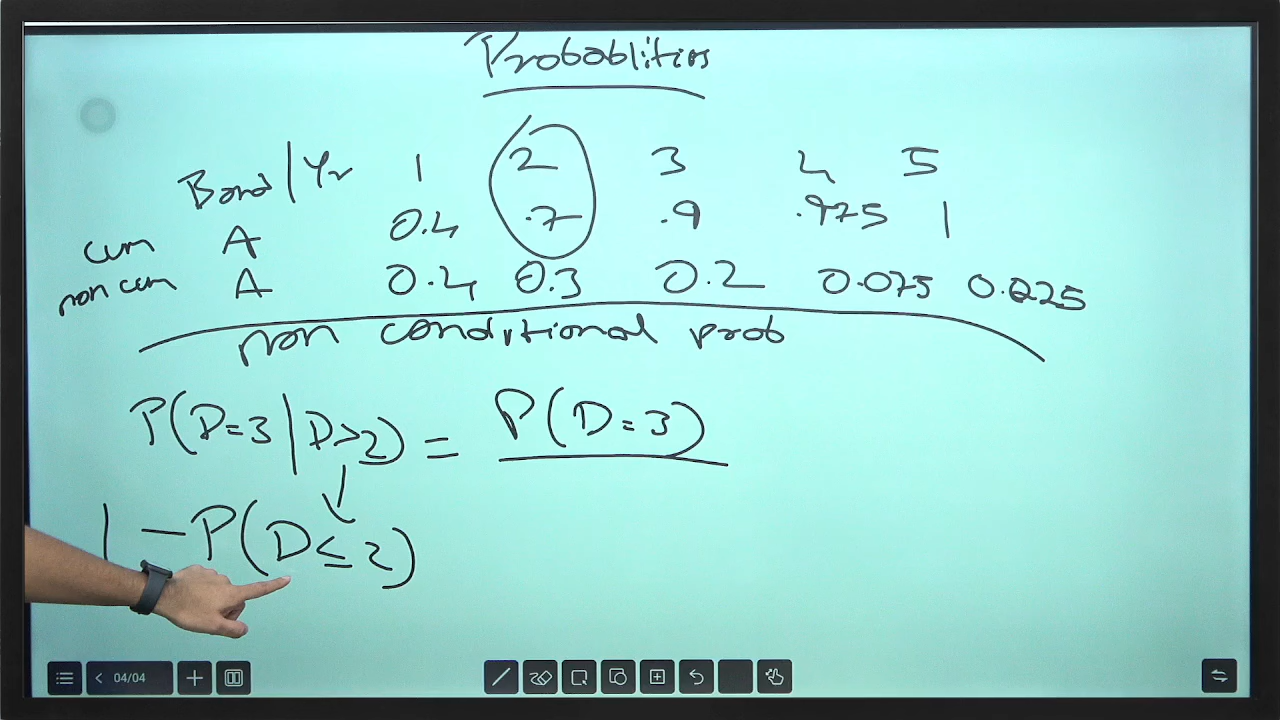 Probablities
Bond/Yr 1 2 3 4 5
cum A 0.4 .7 .9 .975 1
non cum A 0.4 0.3 0.2 0.075 0.025
non conditional prob
P(D=3|D>2) = P(D=3)
1-P(D≤2)
04/04